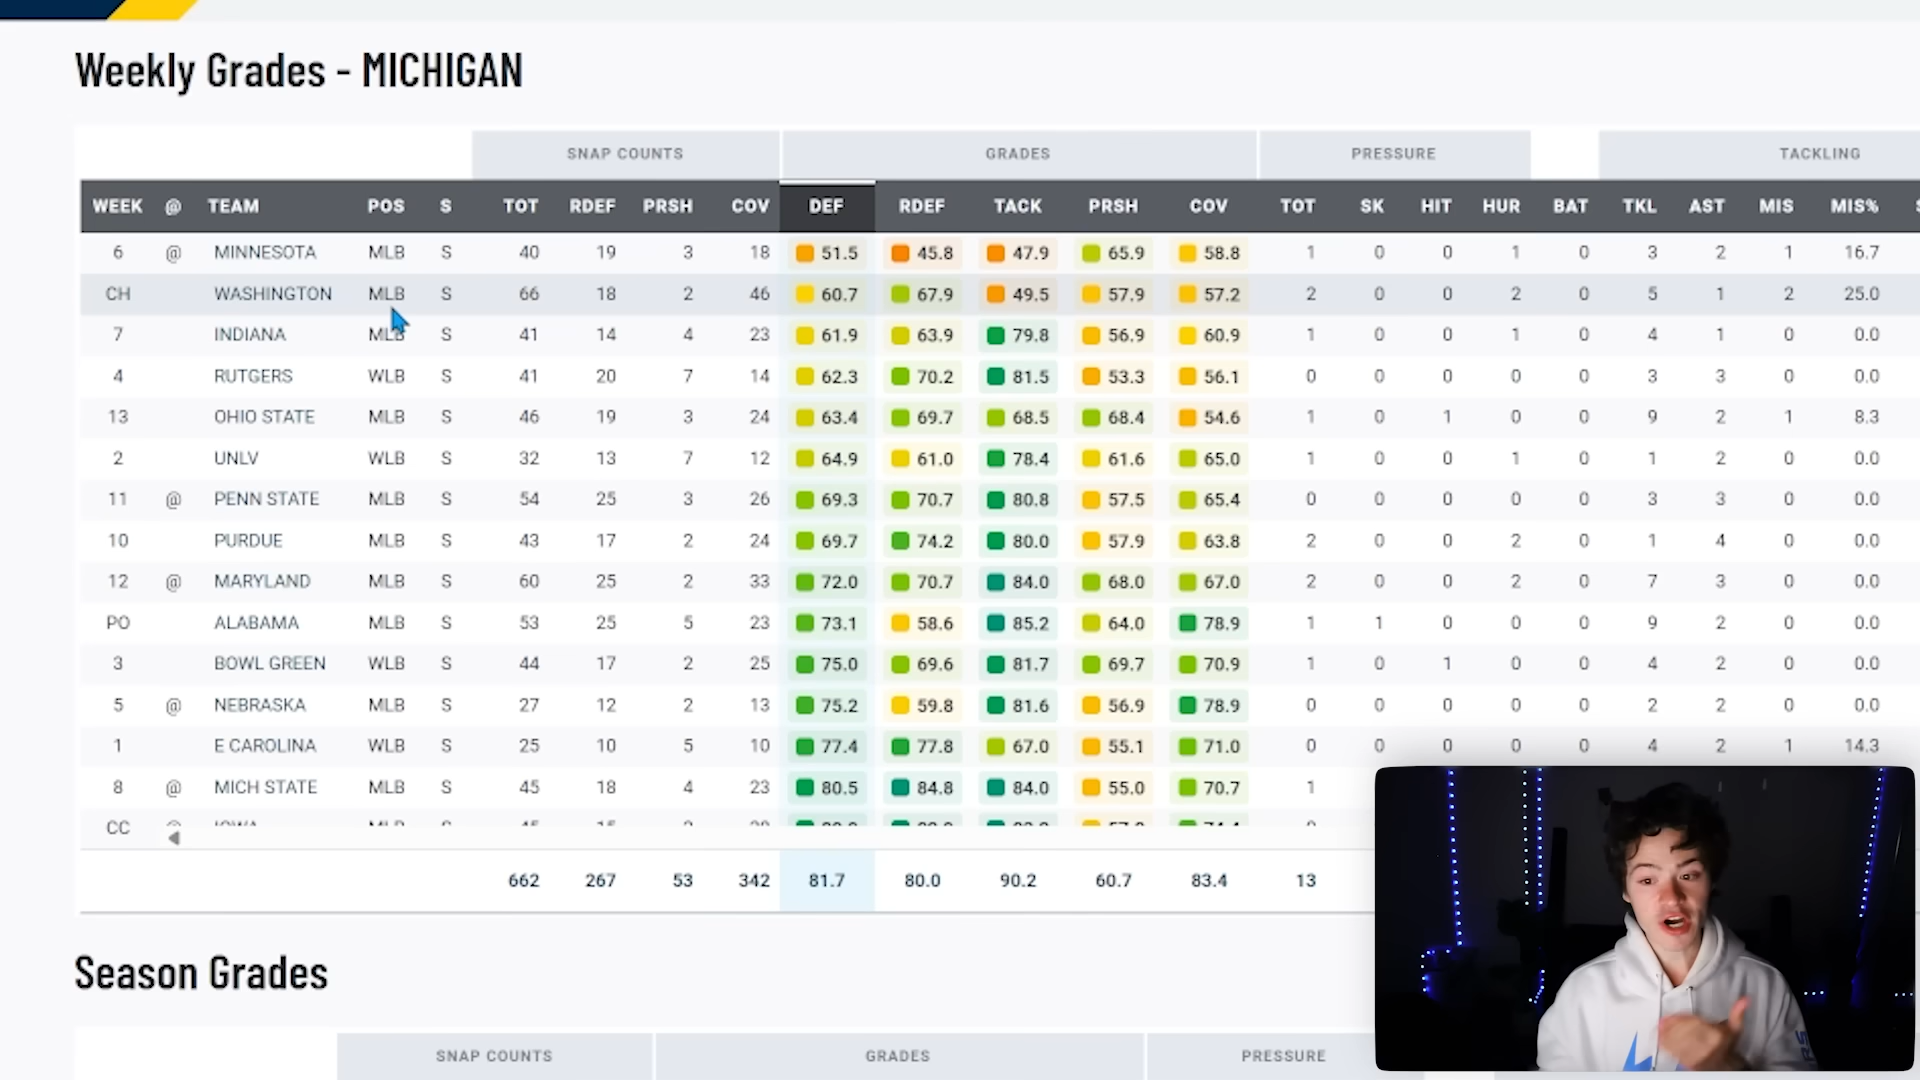 Weekly Grades - MICHIGAN
SNAP COUNTS GRADES PRESSURE TACKLING
WEEK @ TEAM POS S TOT RDEF PRSH COV DEF RDEF TACK PRSH COV TOT SK HIT HUR BAT TKL AST MIS MIS%
6 @ MINNESOTA MLB S 40 19 3 18 51.5 45.8 47.9 65.9 58.8 1 0 0 1 0 3 2 1 16.7
CH WASHINGTON MLB S 66 18 2 46 60.7 67.9 49.5 57.9 57.2 2 0 0 2 0 5 1 2 25.0
7 INDIANA MLB S 41 14 4 23 61.9 63.9 79.8 56.9 60.9 1 0 0 1 0 4 1 0 0.0
4 RUTGERS WLB S 41 20 7 14 62.3 70.2 81.5 53.3 56.1 0 0 0 0 0 3 3 0 0.0
13 OHIO STATE MLB S 46 19 3 24 63.4 69.7 68.5 68.4 54.6 1 0 1 0 0 9 2 1 8.3
2 UNLV WLB S 32 13 7 12 64.9 61.0 78.4 61.6 65.0 1 0 0 1 0 1 2 0 0.0
11 @ PENN STATE MLB S 54 25 3 26 69.3 70.7 80.8 57.5 65.4 0 0 0 0 0 3 3 0 0.0
10 PURDUE MLB S 43 17 2 24 69.7 74.2 80.0 57.9 63.8 2 0 0 2 0 1 4 0 0.0
12 @ MARYLAND MLB S 60 25 2 33 72.0 70.7 84.0 68.0 67.0 2 0 0 2 0 7 3 0 0.0
PO ALABAMA MLB S 53 25 5 23 73.1 58.6 85.2 64.0 78.9 1 1 0 0 0 9 2 0 0.0
3 BOWL GREEN WLB S 44 17 2 25 75.0 69.6 81.7 69.7 70.9 1 0 1 0 0 4 2 0 0.0
5 @ NEBRASKA MLB S 27 12 2 13 75.2 59.8 81.6 56.9 78.9 0 0 0 0 0 2 2 0 0.0
1 E CAROLINA WLB S 25 10 5 10 77.4 77.8 67.0 55.1 71.0 0 0 0 0 0 4 2 1 14.3
8 @ MICH STATE MLB S 45 18 4 23 80.5 84.8 84.0 55.0 70.7 1
CC
662 267 53 342 81.7 80.0 90.2 60.7 83.4 13
Season Grades
SNAP COUNTS GRADES PRESSURE